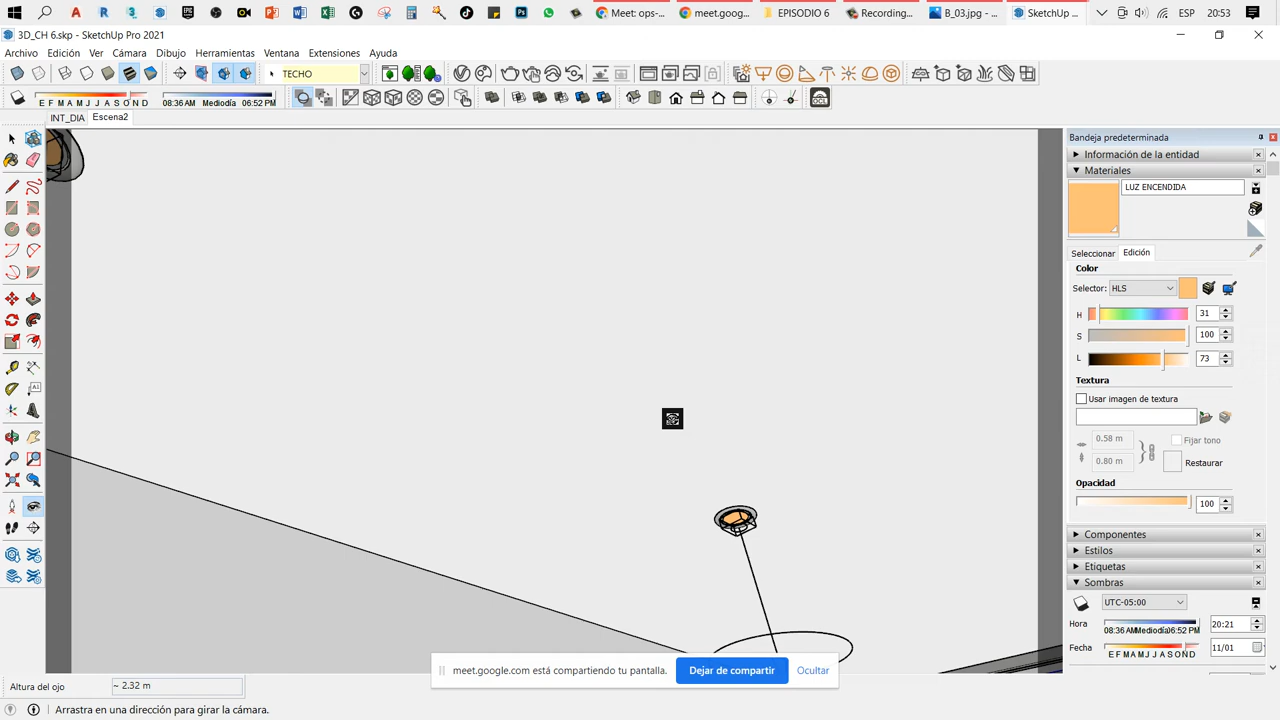 Meet: ops-...
meet.goog...
EPISODIO 6
Recording...
B_03.jpg - ...
SketchUp ...
ESP
20:53
3D_CH 6.skp - SketchUp Pro 2021
Archivo Edición Ver Cámara Dibujo Herramientas Ventana Extensiones Ayuda
TECHO
E F M A M J J A S O N D
08:36 AM Mediodía 06:52 PM
OCL
INT_DIA
Escena2
Bandeja predeterminada
Información de la entidad
Materiales
LUZ ENCENDIDA
Seleccionar
Edición
Color
Selector:
HLS
H
31
S
100
L
73
Textura
Usar imagen de textura
0.58 m
Fijar tono
0.80 m
Restaurar
Opacidad
100
Componentes
Estilos
Etiquetas
Sombras
UTC-05:00
Hora
08:36 AM Mediodía 06:52 PM
20:21
Fecha
E F M A M J J A S O N D
11/01
meet.google.com está compartiendo tu pantalla.
Dejar de compartir
Ocultar
Altura del ojo
~ 2.32 m
Arrastra en una dirección para girar la cámara.